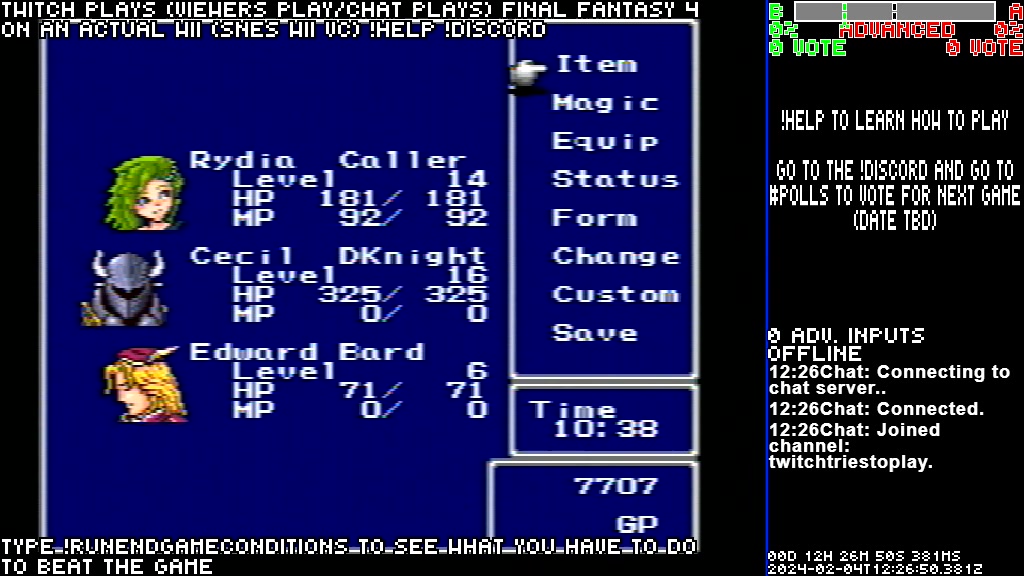 TWITCH PLAYS (VIEWERS PLAY/CHAT PLAYS) FINAL FANTASY 4
ON AN ACTUAL WII (SNES WII VC) !HELP !DISCORD
Item
Magic
Equip
Status
Form
Change
Custom
Save
Rydia Caller
Level 14
HP 181/ 181
MP 92/ 92
Cecil DKnight
Level 16
HP 325/ 325
MP 0/ 0
Edward Bard
Level 6
HP 71/ 71
MP 0/ 0
Time
10:38
7707
GP
TYPE !RUNENDGAMECONDITIONS TO SEE WHAT YOU HAVE TO DO
TO BEAT THE GAME
B A
0% ADVANCED 0%
0 VOTE 0 VOTE
!HELP TO LEARN HOW TO PLAY
GO TO THE !DISCORD AND GO TO
#POLLS TO VOTE FOR NEXT GAME
(DATE TBD)
0 ADV. INPUTS
OFFLINE
12:26Chat: Connecting to
chat server..
12:26Chat: Connected.
12:26Chat: Joined
channel:
twitchtriestoplay.
00D 12H 26M 50S 381MS
2024-02-04T12:26:50.381Z